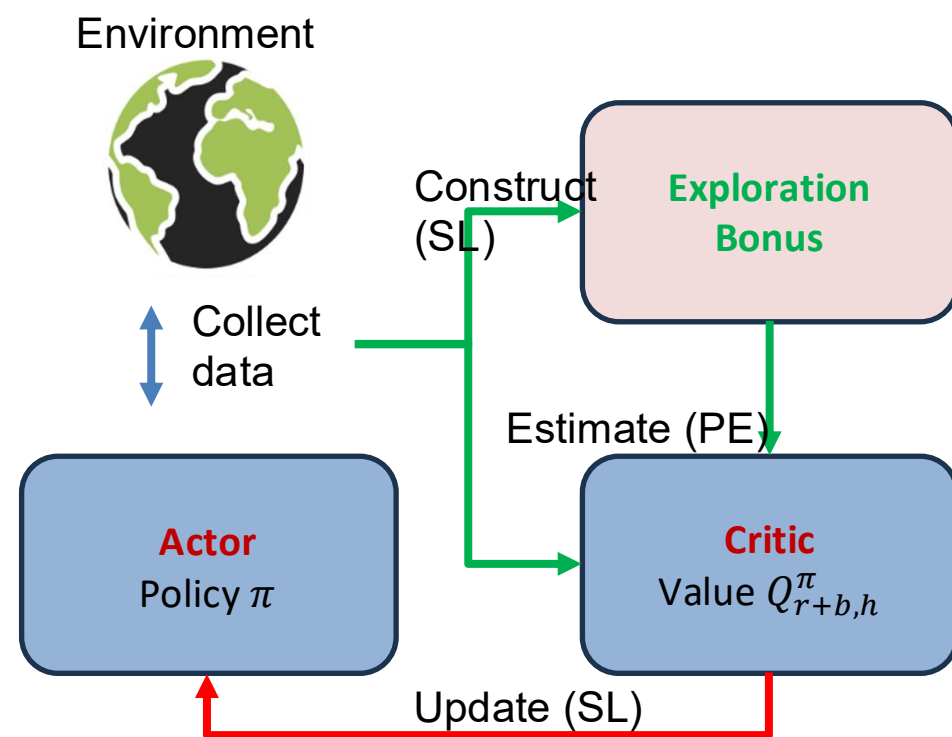 Environment
Construct
(SL)
Exploration
Bonus
Collect
data
Estimate (PE)
Actor
Policy π
Critic
Value Q^π_{r+b,h}
Update (SL)